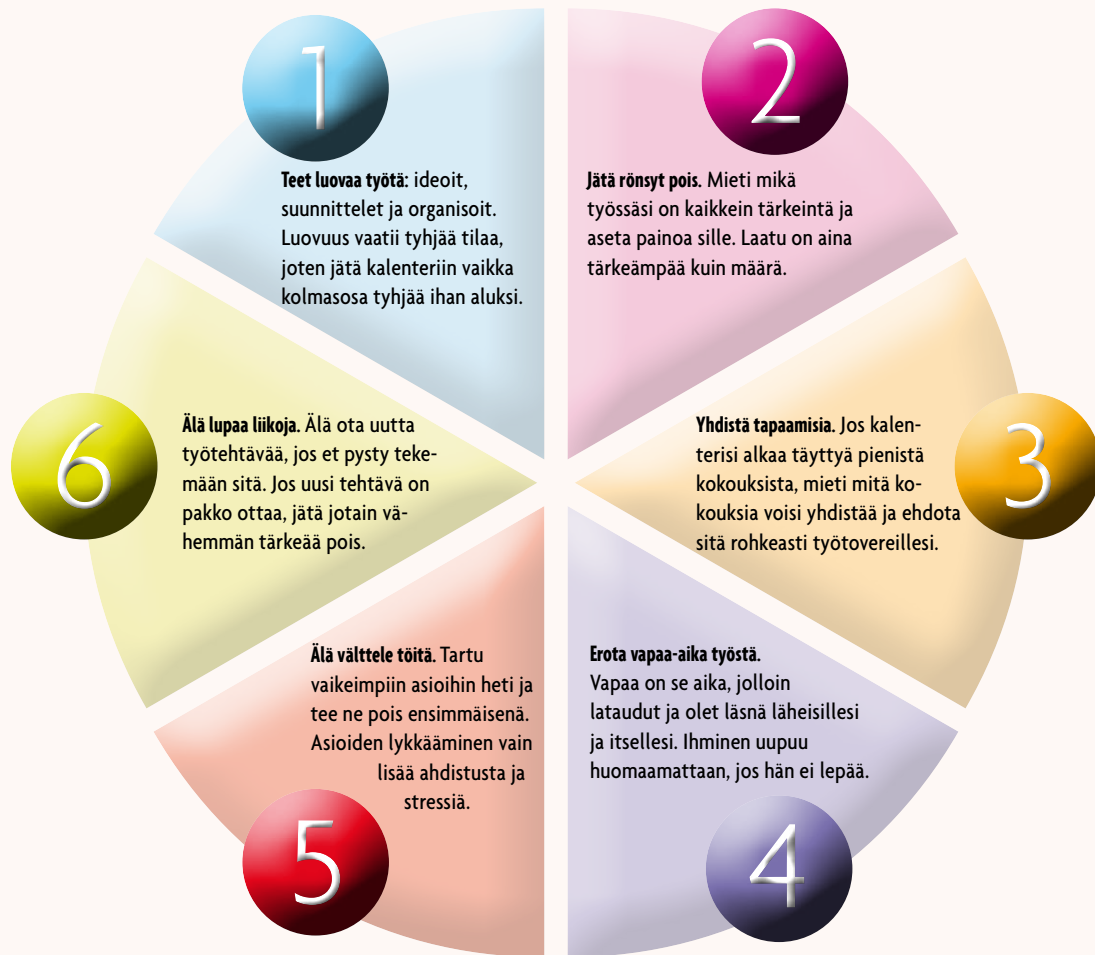 1
Teet luovaa työtä: ideoit,
suunnittelet ja organisoit.
Luovuus vaatii tyhjää tilaa,
joten jätä kalenteriin vaikka
kolmasosa tyhjää ihan aluksi.
2
Jätä rönsyt pois. Mieti mikä
työssäsi on kaikkein tärkeintä ja
aseta painoa sille. Laatu on aina
tärkeämpää kuin määrä.
3
Yhdistä tapaamisia. Jos kalen-
terisi alkaa täyttyä pienistä
kokouksista, mieti mitä ko-
kouksia voisi yhdistää ja ehdota
sitä rohkeasti työtovereillesi.
4
Erota vapaa-aika työstä.
Vapaa on se aika, jolloin
lataudut ja olet läsnä läheisillesi
ja itsellesi. Ihminen uupuu
huomaamattaan, jos hän ei lepää.
5
Älä välttele töitä. Tartu
vaikeimpiin asioihin heti ja
tee ne pois ensimmäisenä.
Asioiden lykkääminen vain
lisää ahdistusta ja
stressiä.
6
Älä lupaa liikoja. Älä ota uutta
työtehtävää, jos et pysty teke-
mään sitä. Jos uusi tehtävä on
pakko ottaa, jätä jotain vä-
hemmän tärkeää pois.